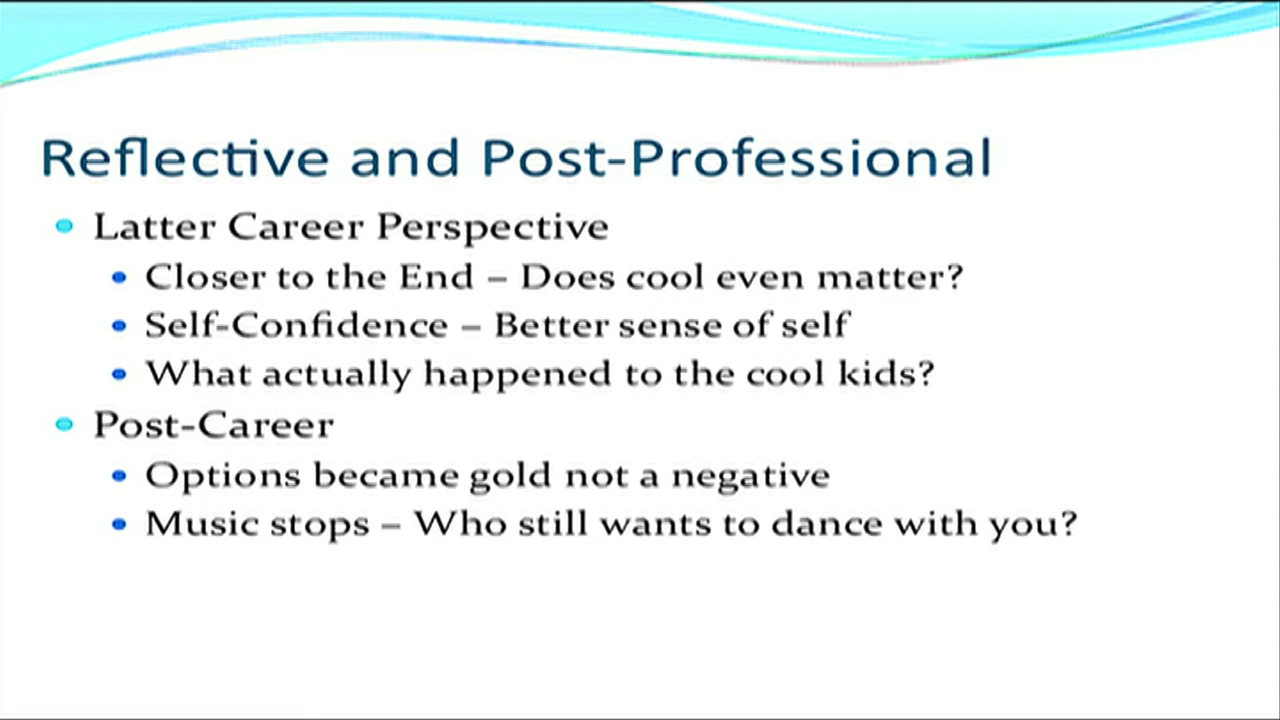 Reflective and Post-Professional
Latter Career Perspective
Closer to the End – Does cool even matter?
Self-Confidence – Better sense of self
What actually happened to the cool kids?
Post-Career
Options became gold not a negative
Music stops – Who still wants to dance with you?